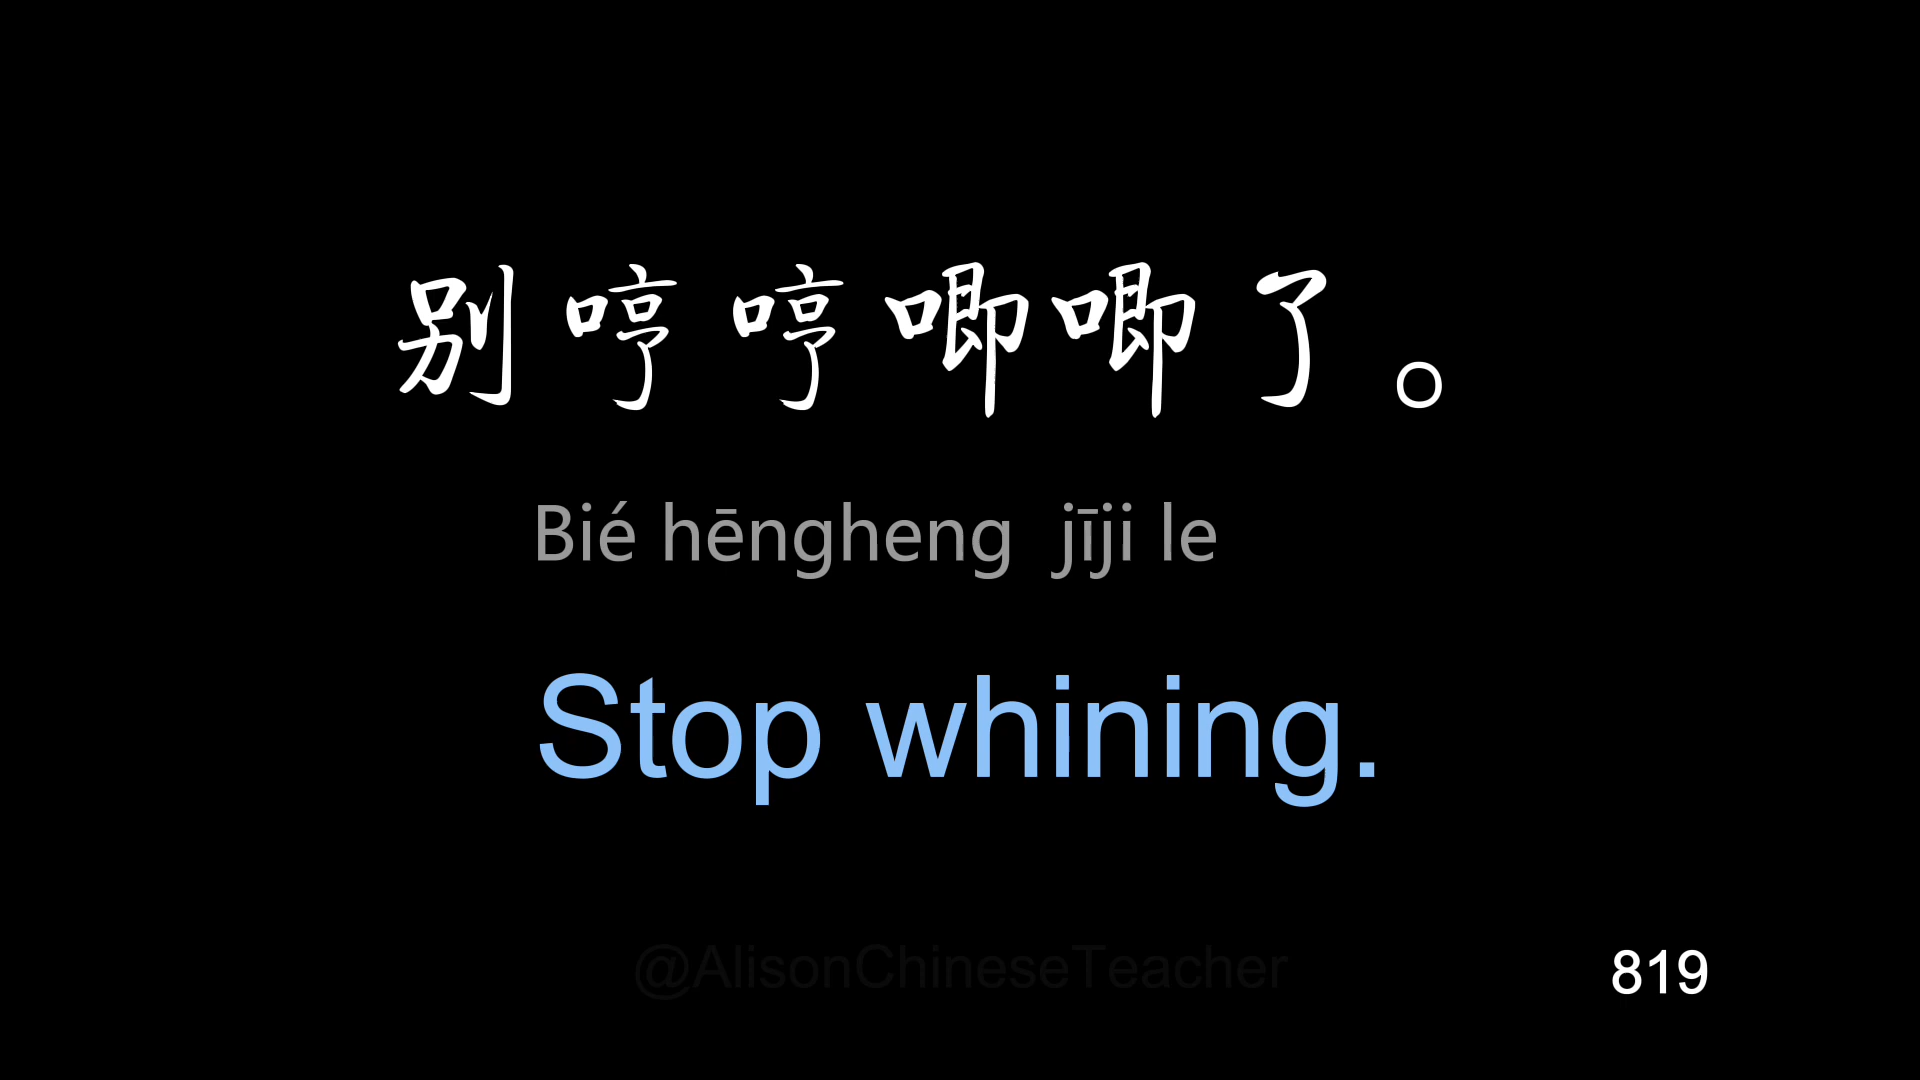 别哼哼唧唧了。
Bié hēngheng jīji le
Stop whining.
@AlisonChineseTeacher
819